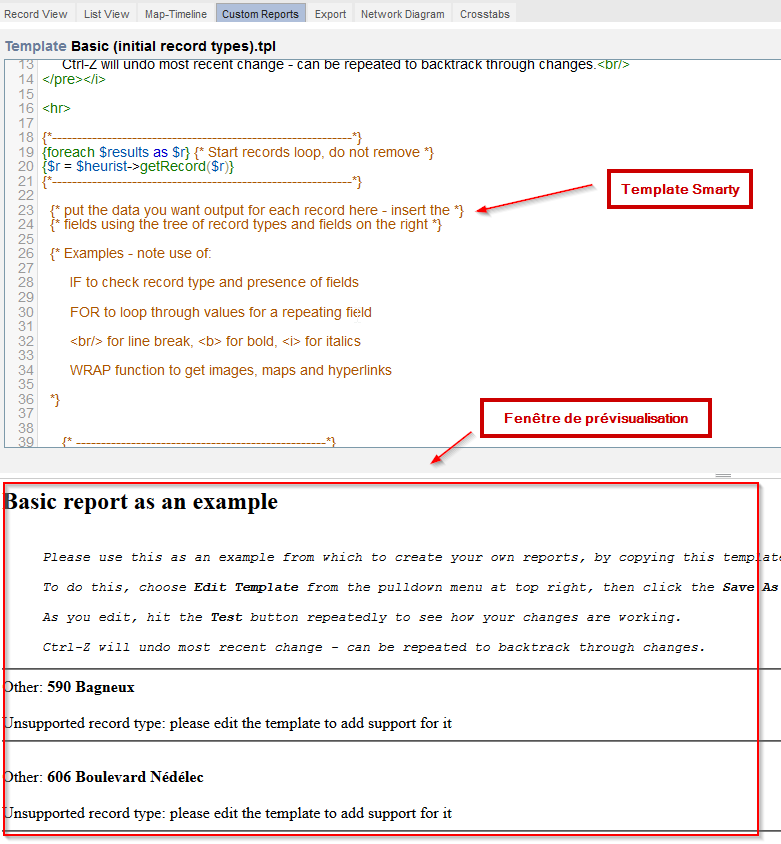 Record View List View Map-Timeline Custom Reports Export Network Diagram Crosstabs
Template Basic (initial record types).tpl
13 Ctrl-Z will undo most recent change - can be repeated to backtrack through changes.<br/>
14 </pre></i>
15
16 <hr>
17
18 {*------------------------------------------------------------*}
19 {foreach $results as $r} {* Start records loop, do not remove *}
20 {$r = $heurist->getRecord($r)}
21 {*------------------------------------------------------------*}
Template Smarty
22
23 {* put the data you want output for each record here - insert the *}
24 {* fields using the tree of record types and fields on the right *}
25
26 {* Examples - note use of:
27
28 IF to check record type and presence of fields
29
30 FOR to loop through values for a repeating field
31
32 <br/> for line break, <b> for bold, <i> for italics
33
34 WRAP function to get images, maps and hyperlinks
35
36 *}
37
38
Fenêtre de prévisualisation
39 {* --------------------------------------------------*}
Basic report as an example
Please use this as an example from which to create your own reports, by copying this template
To do this, choose Edit Template from the pulldown menu at top right, then click the Save As
As you edit, hit the Test button repeatedly to see how your changes are working.
Ctrl-Z will undo most recent change - can be repeated to backtrack through changes.
Other: 590 Bagneux
Unsupported record type: please edit the template to add support for it
Other: 606 Boulevard Nédélec
Unsupported record type: please edit the template to add support for it